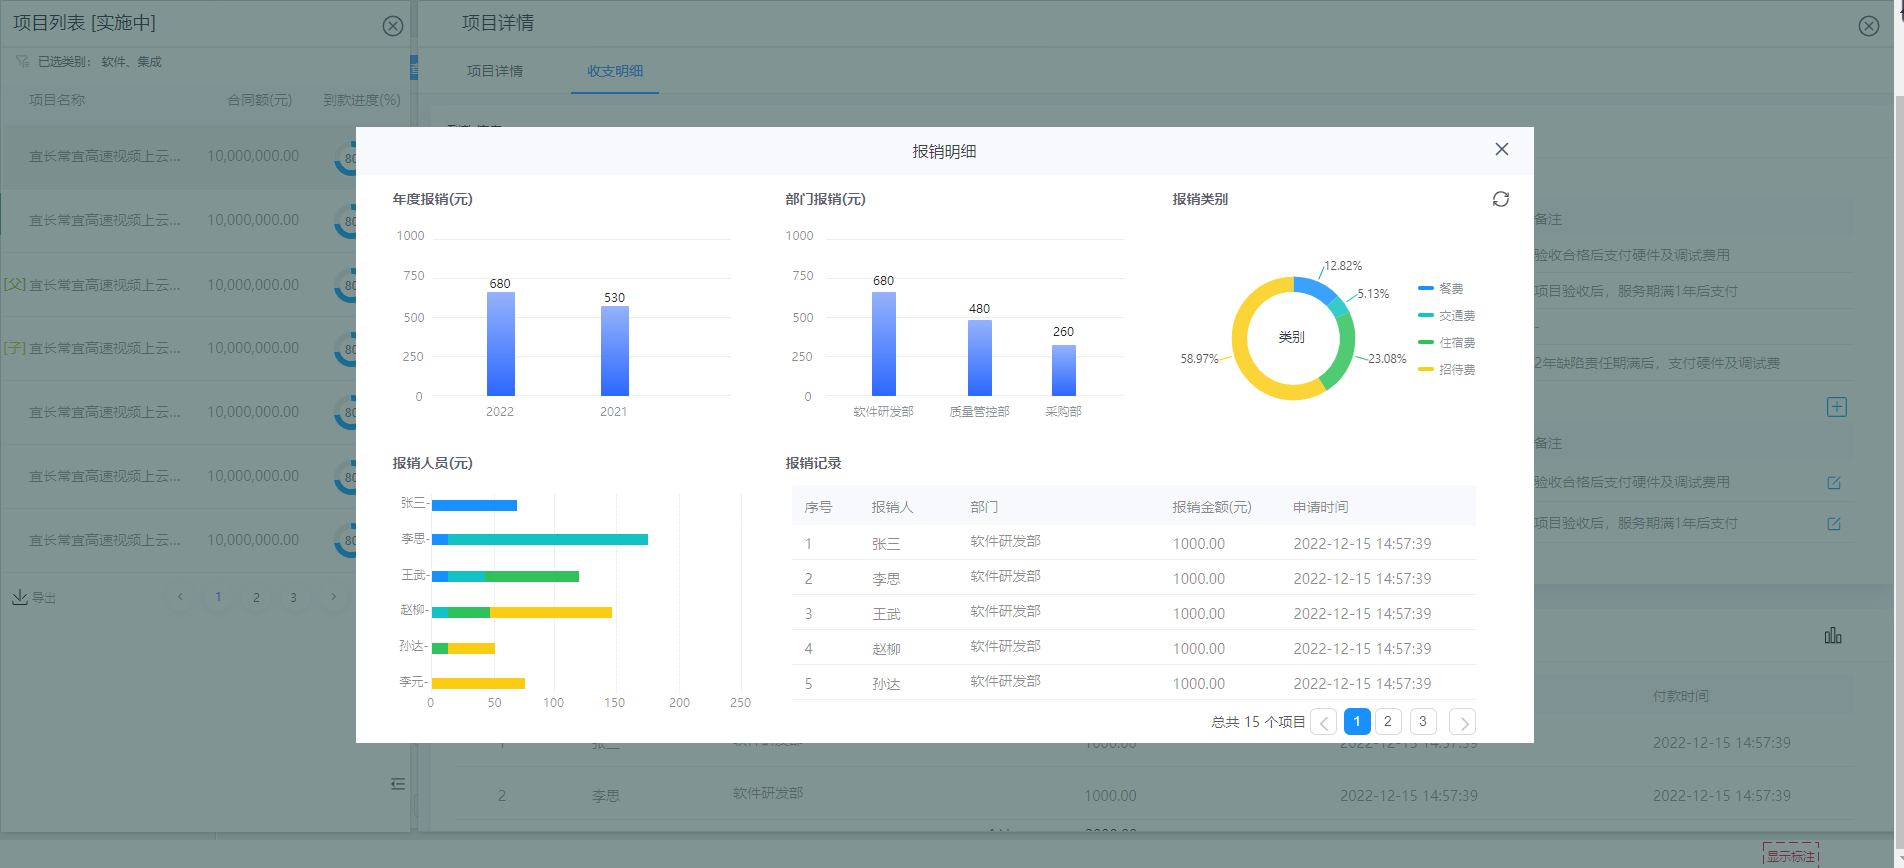 项目列表 [实施中]
项目详情
已选类别： 软件、集成
项目详情
收支明细
项目名称 合同额(元) 到款进度(%)
宜长常宜高速视频上云... 10,000,000.00 80
宜长常宜高速视频上云... 10,000,000.00 80
[父] 宜长常宜高速视频上云... 10,000,000.00 80
[子] 宜长常宜高速视频上云... 10,000,000.00 80
宜长常宜高速视频上云... 10,000,000.00 80
宜长常宜高速视频上云... 10,000,000.00 80
宜长常宜高速视频上云... 10,000,000.00 80
导出
1 2 3
报销明细
年度报销(元)
1000
750
500
250
0
680
530
2022 2021
部门报销(元)
1000
750
500
250
0
680
480
260
软件研发部 质量管控部 采购部
报销类别
12.82%
5.13%
23.08%
58.97%
类别
餐费
交通费
住宿费
招待费
报销人员(元)
张三
李思
王武
赵柳
孙达
李元
0 50 100 150 200 250
报销记录
序号 报销人 部门 报销金额(元) 申请时间
1 张三 软件研发部 1000.00 2022-12-15 14:57:39
2 李思 软件研发部 1000.00 2022-12-15 14:57:39
3 王武 软件研发部 1000.00 2022-12-15 14:57:39
4 赵柳 软件研发部 1000.00 2022-12-15 14:57:39
5 孙达 软件研发部 1000.00 2022-12-15 14:57:39
总共 15 个项目 1 2 3
备注
验收合格后支付硬件及调试费用
项目验收后，服务期满1年后支付
-
2年缺陷责任期满后，支付硬件及调试费
备注
验收合格后支付硬件及调试费用
项目验收后，服务期满1年后支付
付款时间
1 张三 软件研发部 1000.00 2022-12-15 14:57:39 2022-12-15 14:57:39
2 李思 软件研发部 1000.00 2022-12-15 14:57:39 2022-12-15 14:57:39
显示标注